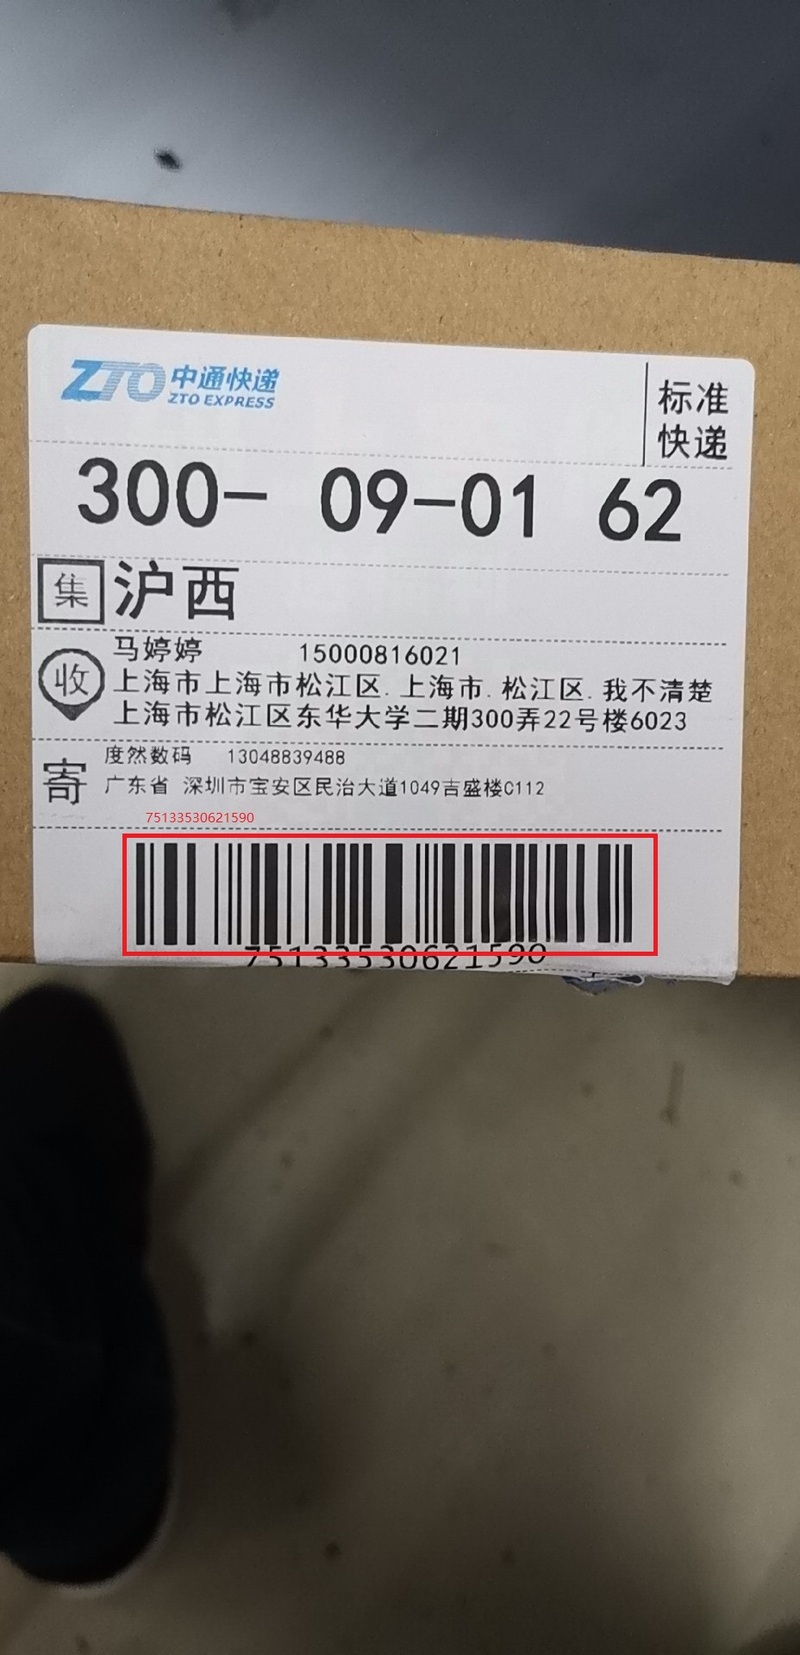 ZTO 中通快递
ZTO EXPRESS
标准
快递
300- 09-01 62
集 沪西
收
马婷婷 15000816021
上海市上海市松江区.上海市.松江区.我不清楚
上海市松江区东华大学二期300弄22号楼6023
寄
度然数码 13048839488
广东省 深圳市宝安区民治大道1049吉盛楼C112
75133530621590
75133530621590